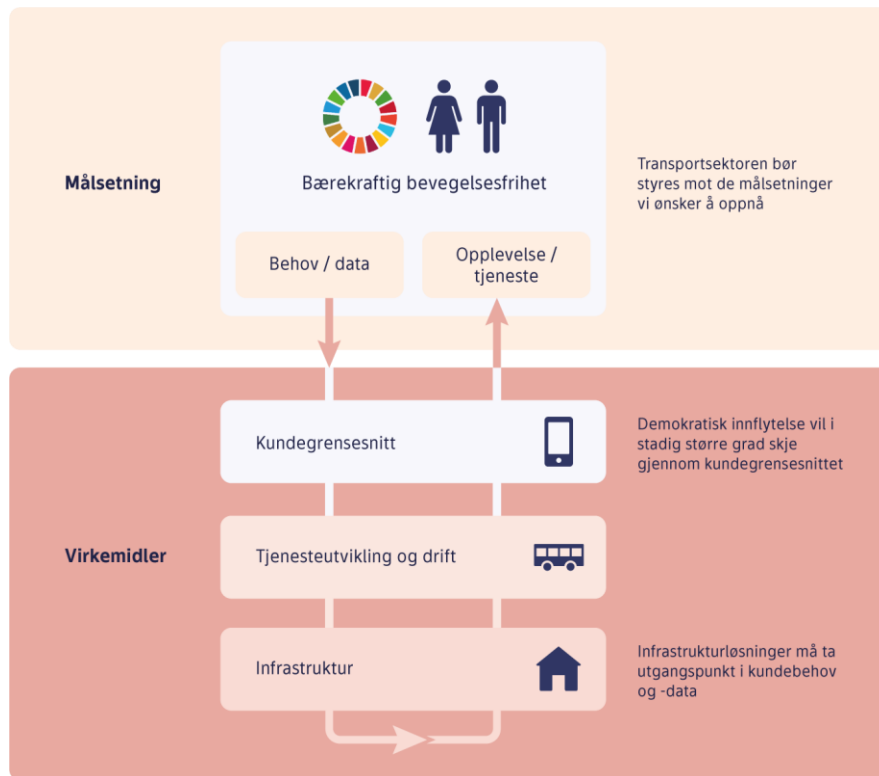 Bærekraftig bevegelsesfrihet
Målsetning
Transportsektoren bør
styres mot de målsetninger
vi ønsker å oppnå
Behov / data
Opplevelse /
tjeneste
Kundegrensesnitt
Demokratisk innflytelse vil i
stadig større grad skje
gjennom kundegrensesnittet
Virkemidler
Tjenesteutvikling og drift
Infrastruktur
Infrastrukturløsninger må ta
utgangspunkt i kundebehov
og -data